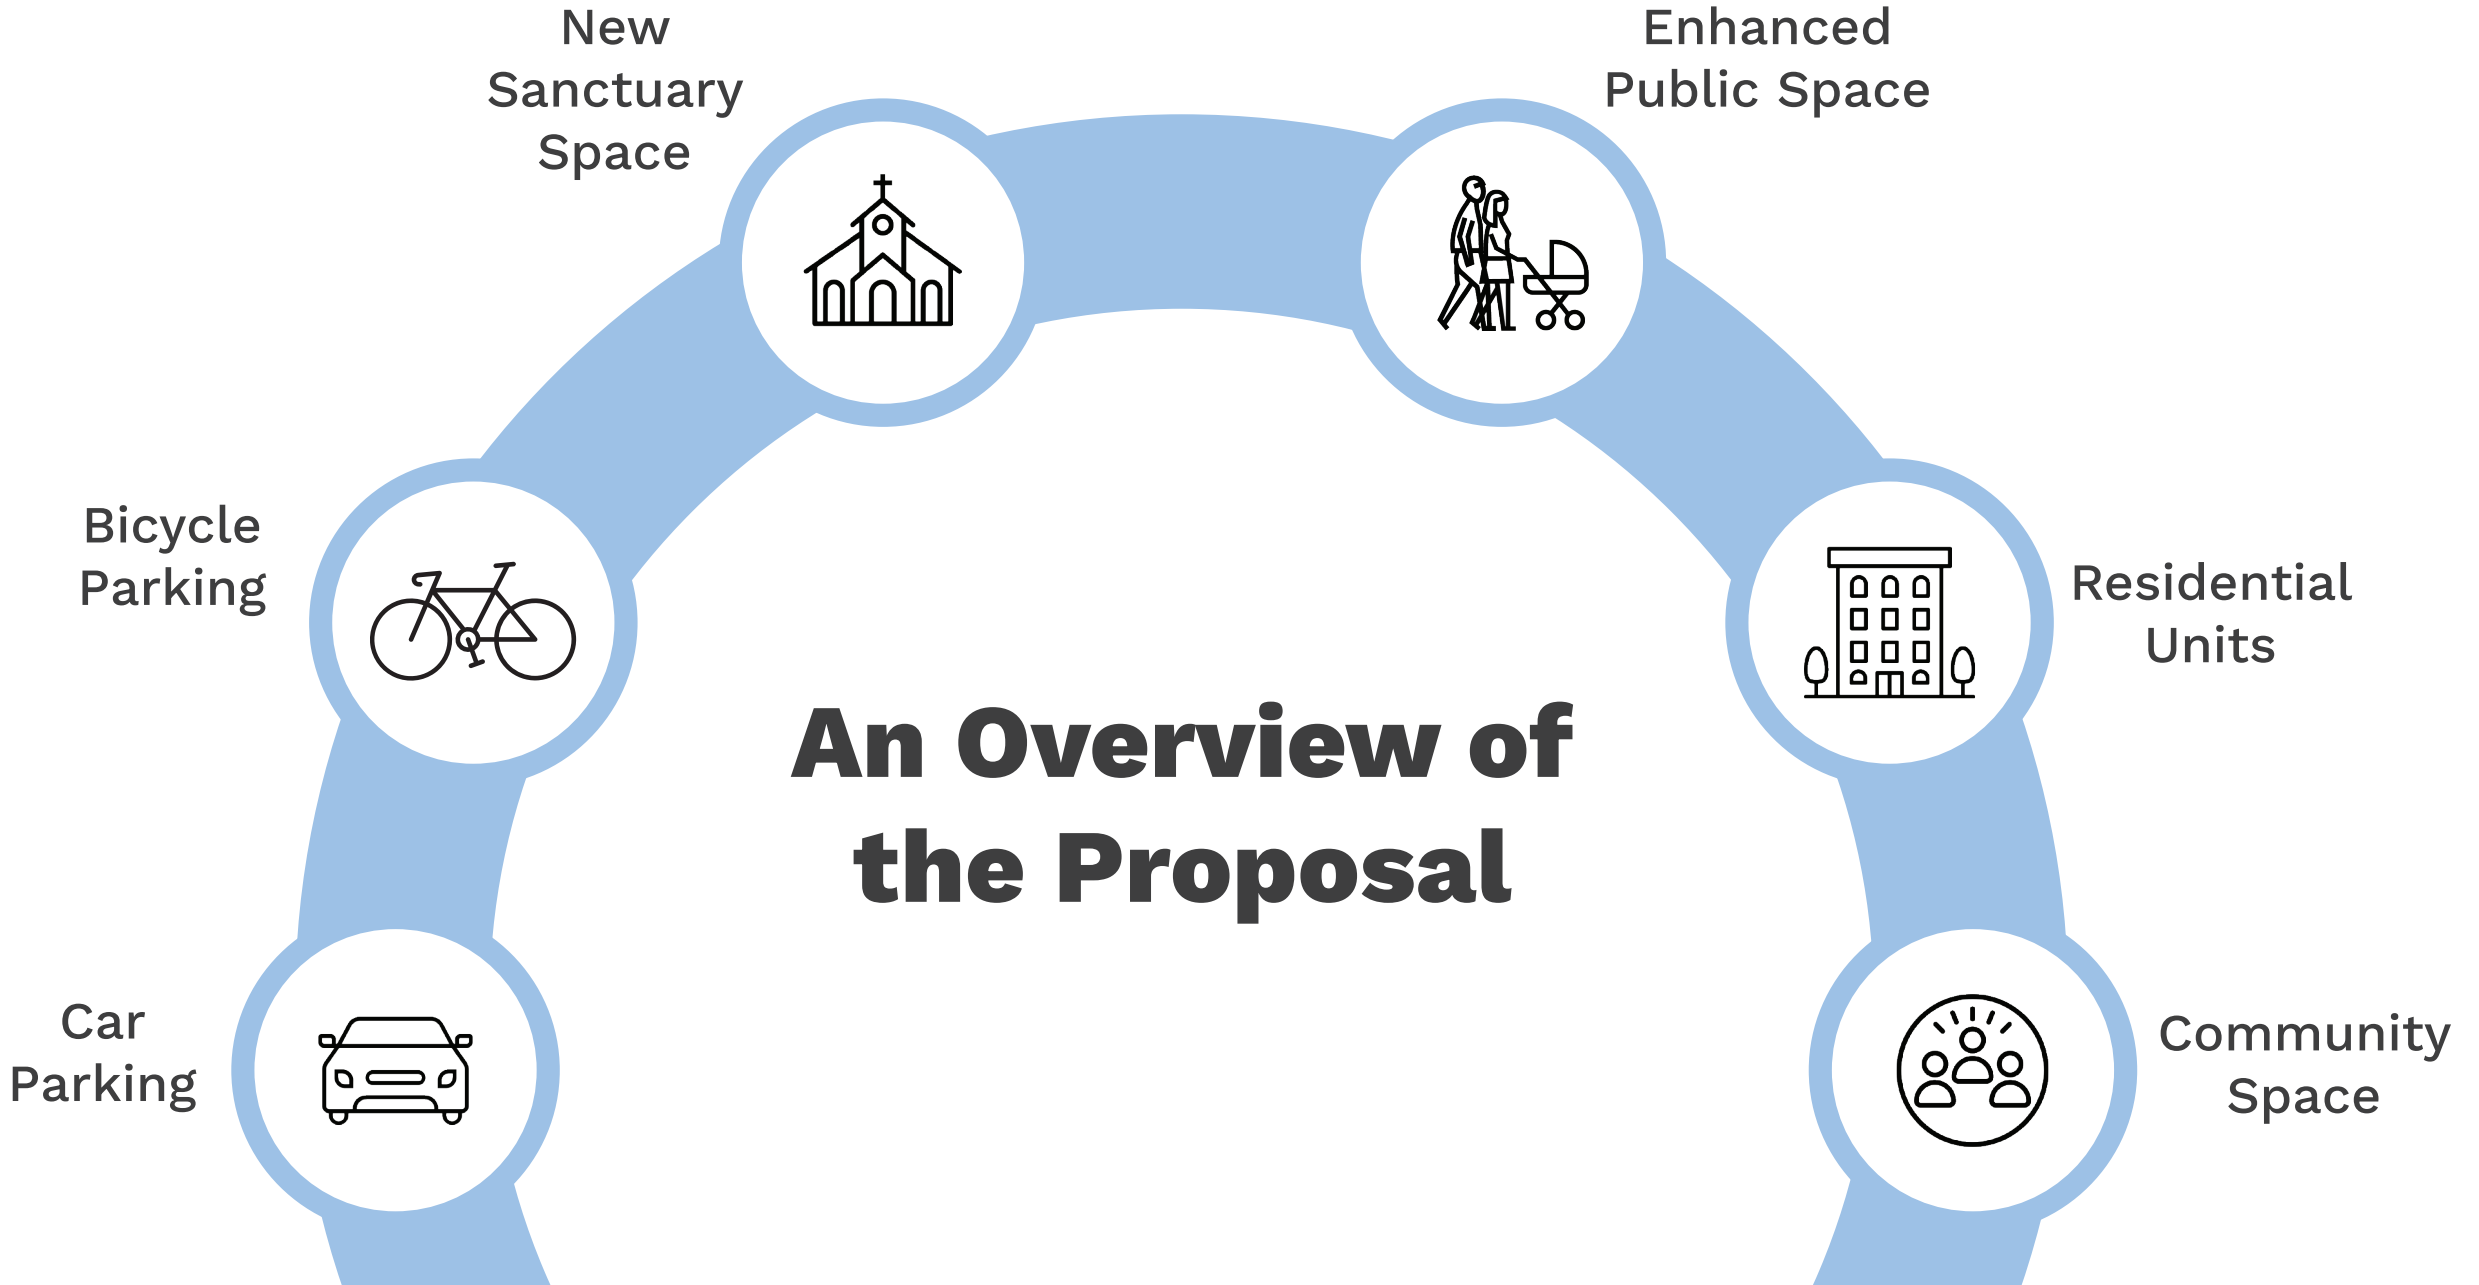 New
Sanctuary
Space
Enhanced
Public Space
Bicycle
Parking
Residential
Units
An Overview of
the Proposal
Car
Parking
Community
Space